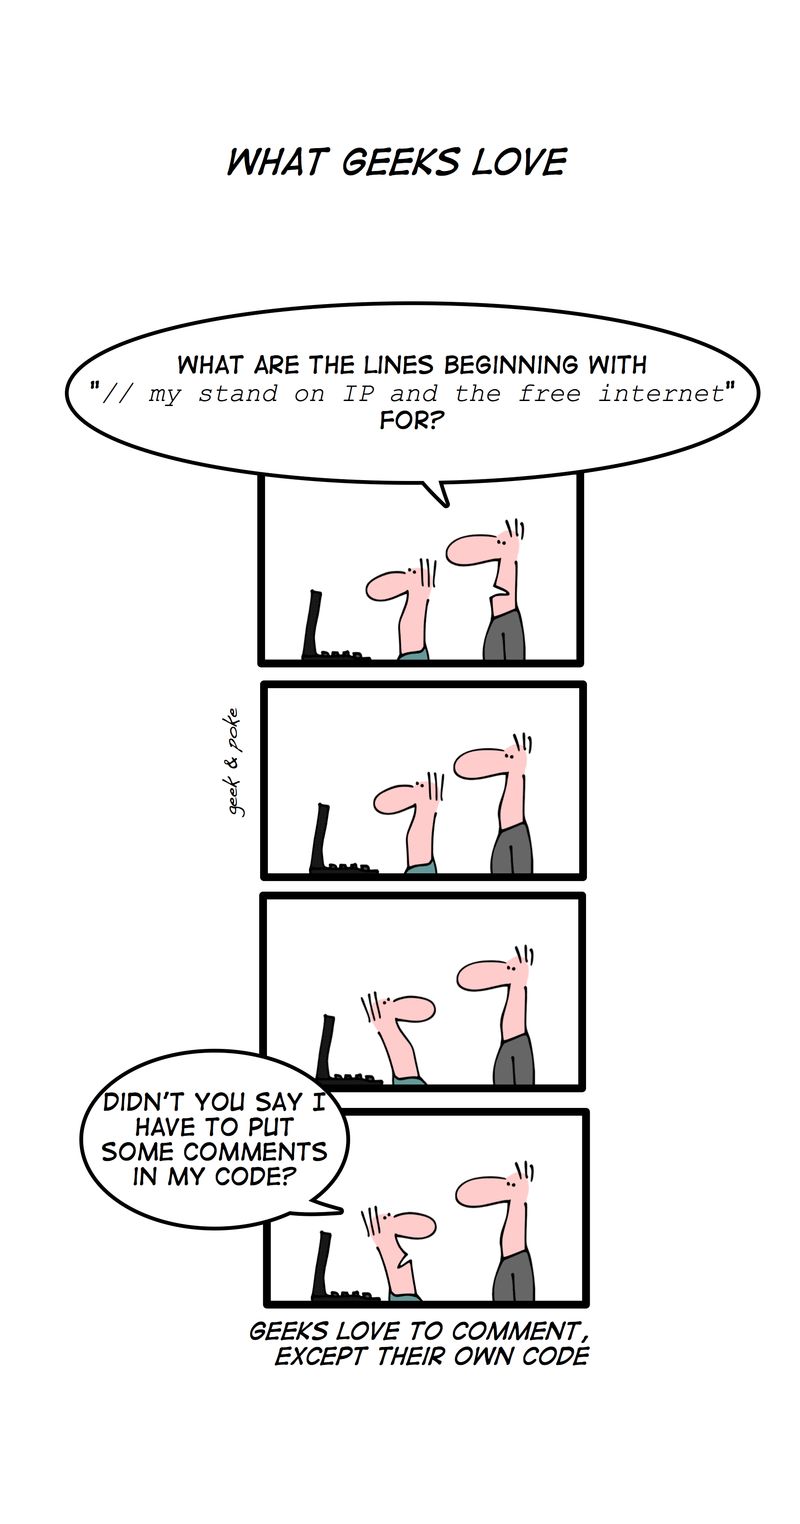 WHAT GEEKS LOVE
WHAT ARE THE LINES BEGINNING WITH
"// my stand on IP and the free internet"
FOR?
geek & poke
DIDN'T YOU SAY I
HAVE TO PUT
SOME COMMENTS
IN MY CODE?
GEEKS LOVE TO COMMENT,
EXCEPT THEIR OWN CODE